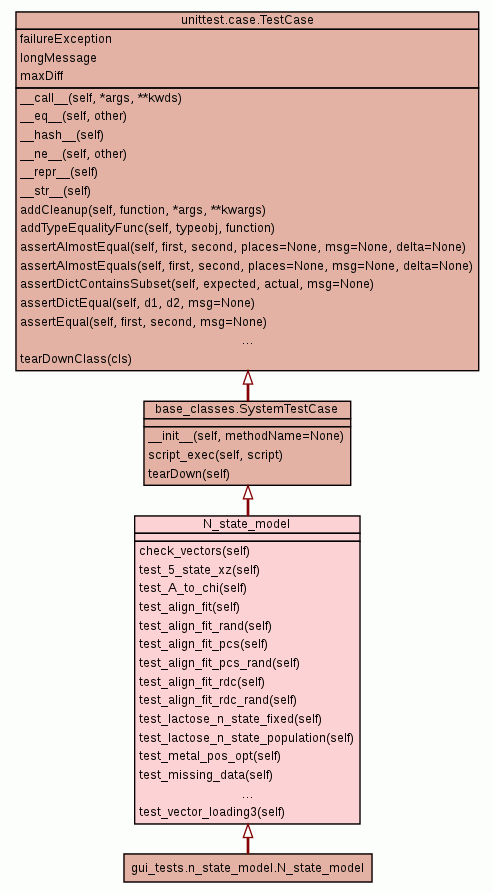 unittest.case.TestCase
failureException
longMessage
maxDiff
__call__(self, *args, **kwds)
__eq__(self, other)
__hash__(self)
__ne__(self, other)
__repr__(self)
__str__(self)
addCleanup(self, function, *args, **kwargs)
addTypeEqualityFunc(self, typeobj, function)
assertAlmostEqual(self, first, second, places=None, msg=None, delta=None)
assertAlmostEquals(self, first, second, places=None, msg=None, delta=None)
assertDictContainsSubset(self, expected, actual, msg=None)
assertDictEqual(self, d1, d2, msg=None)
assertEqual(self, first, second, msg=None)
...
tearDownClass(cls)
base_classes.SystemTestCase
__init__(self, methodName=None)
script_exec(self, script)
tearDown(self)
N_state_model
check_vectors(self)
test_5_state_xz(self)
test_A_to_chi(self)
test_align_fit(self)
test_align_fit_rand(self)
test_align_fit_pcs(self)
test_align_fit_pcs_rand(self)
test_align_fit_rdc(self)
test_align_fit_rdc_rand(self)
test_lactose_n_state_fixed(self)
test_lactose_n_state_population(self)
test_metal_pos_opt(self)
test_missing_data(self)
...
test_vector_loading3(self)
gui_tests.n_state_model.N_state_model